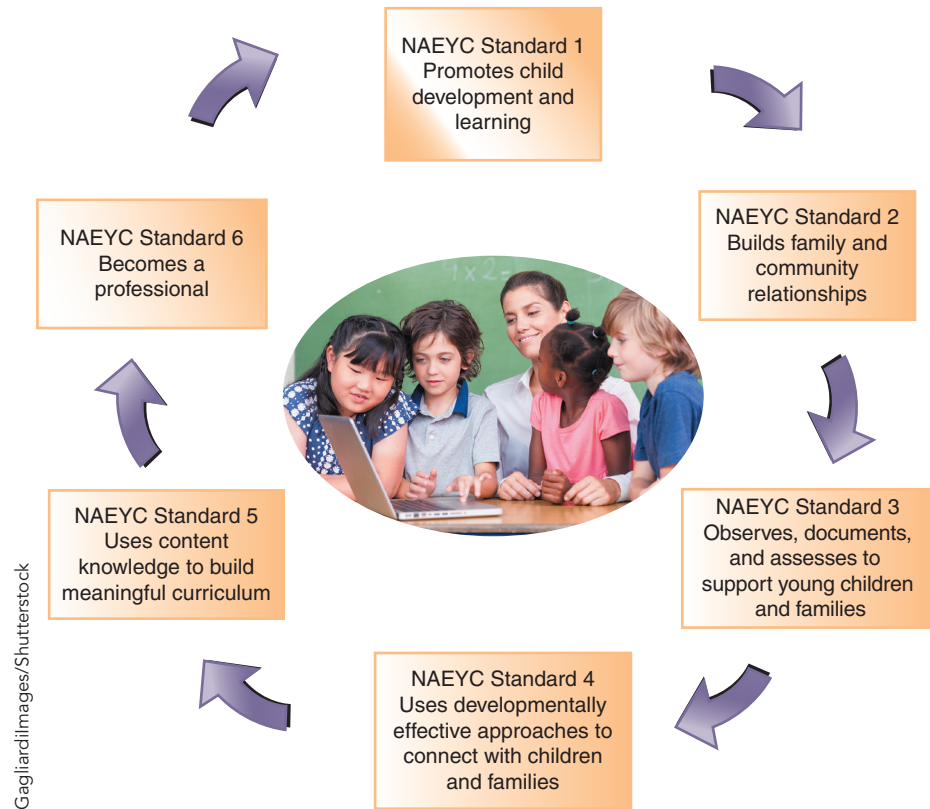 NAEYC Standard 1
Promotes child
development and
learning
NAEYC Standard 2
Builds family and
community
relationships
NAEYC Standard 3
Observes, documents,
and assesses to
support young children
and families
NAEYC Standard 4
Uses developmentally
effective approaches to
connect with children
and families
NAEYC Standard 5
Uses content
knowledge to build
meaningful curriculum
NAEYC Standard 6
Becomes a
professional
4x2=
GagliardiImages/Shutterstock